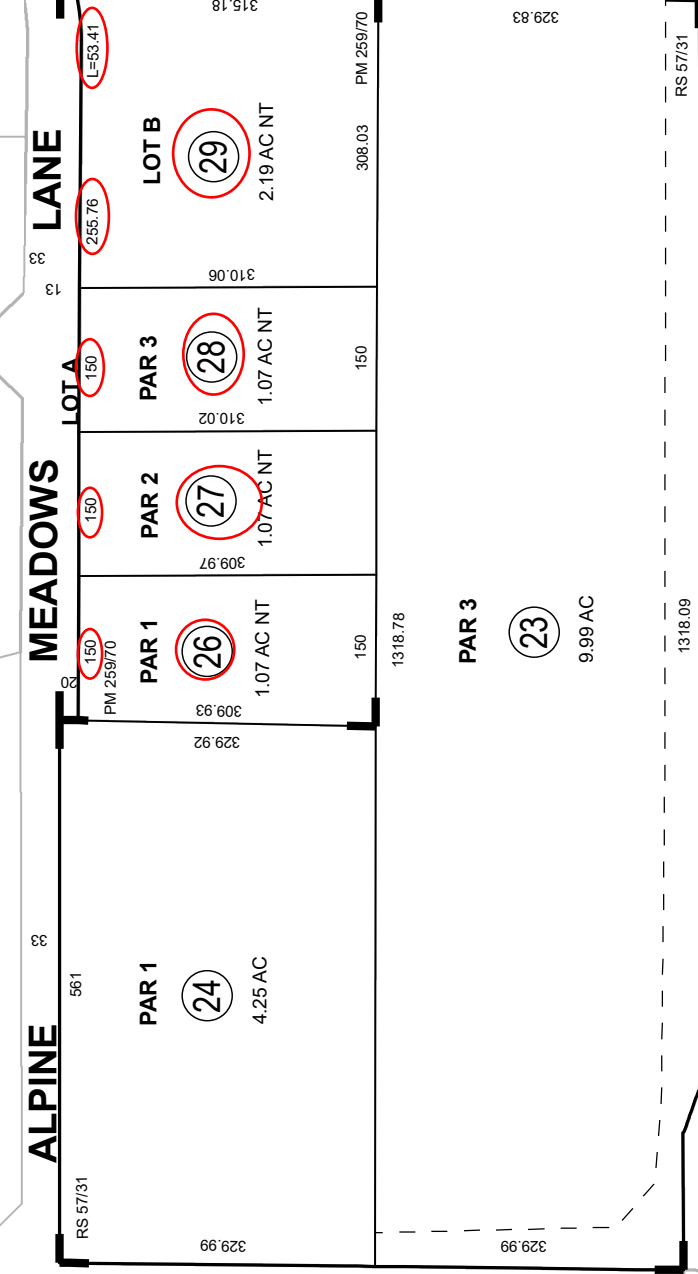 ALPINE MEADOWS LANE
33
33
13
20
LOT A
RS 57/31
561
150
PM 259/70
150
150
255.76
L=53.41
PAR 1
24
4.25 AC
329.99
329.92
PAR 1
26
1.07 AC NT
309.93
150
PAR 2
27
1.07 AC NT
309.97
PAR 3
28
1.07 AC NT
310.02
150
LOT B
29
2.19 AC NT
310.06
308.03
PM 259/70
315.18
1318.78
PAR 3
23
9.99 AC
329.99
329.83
1318.09
RS 57/31